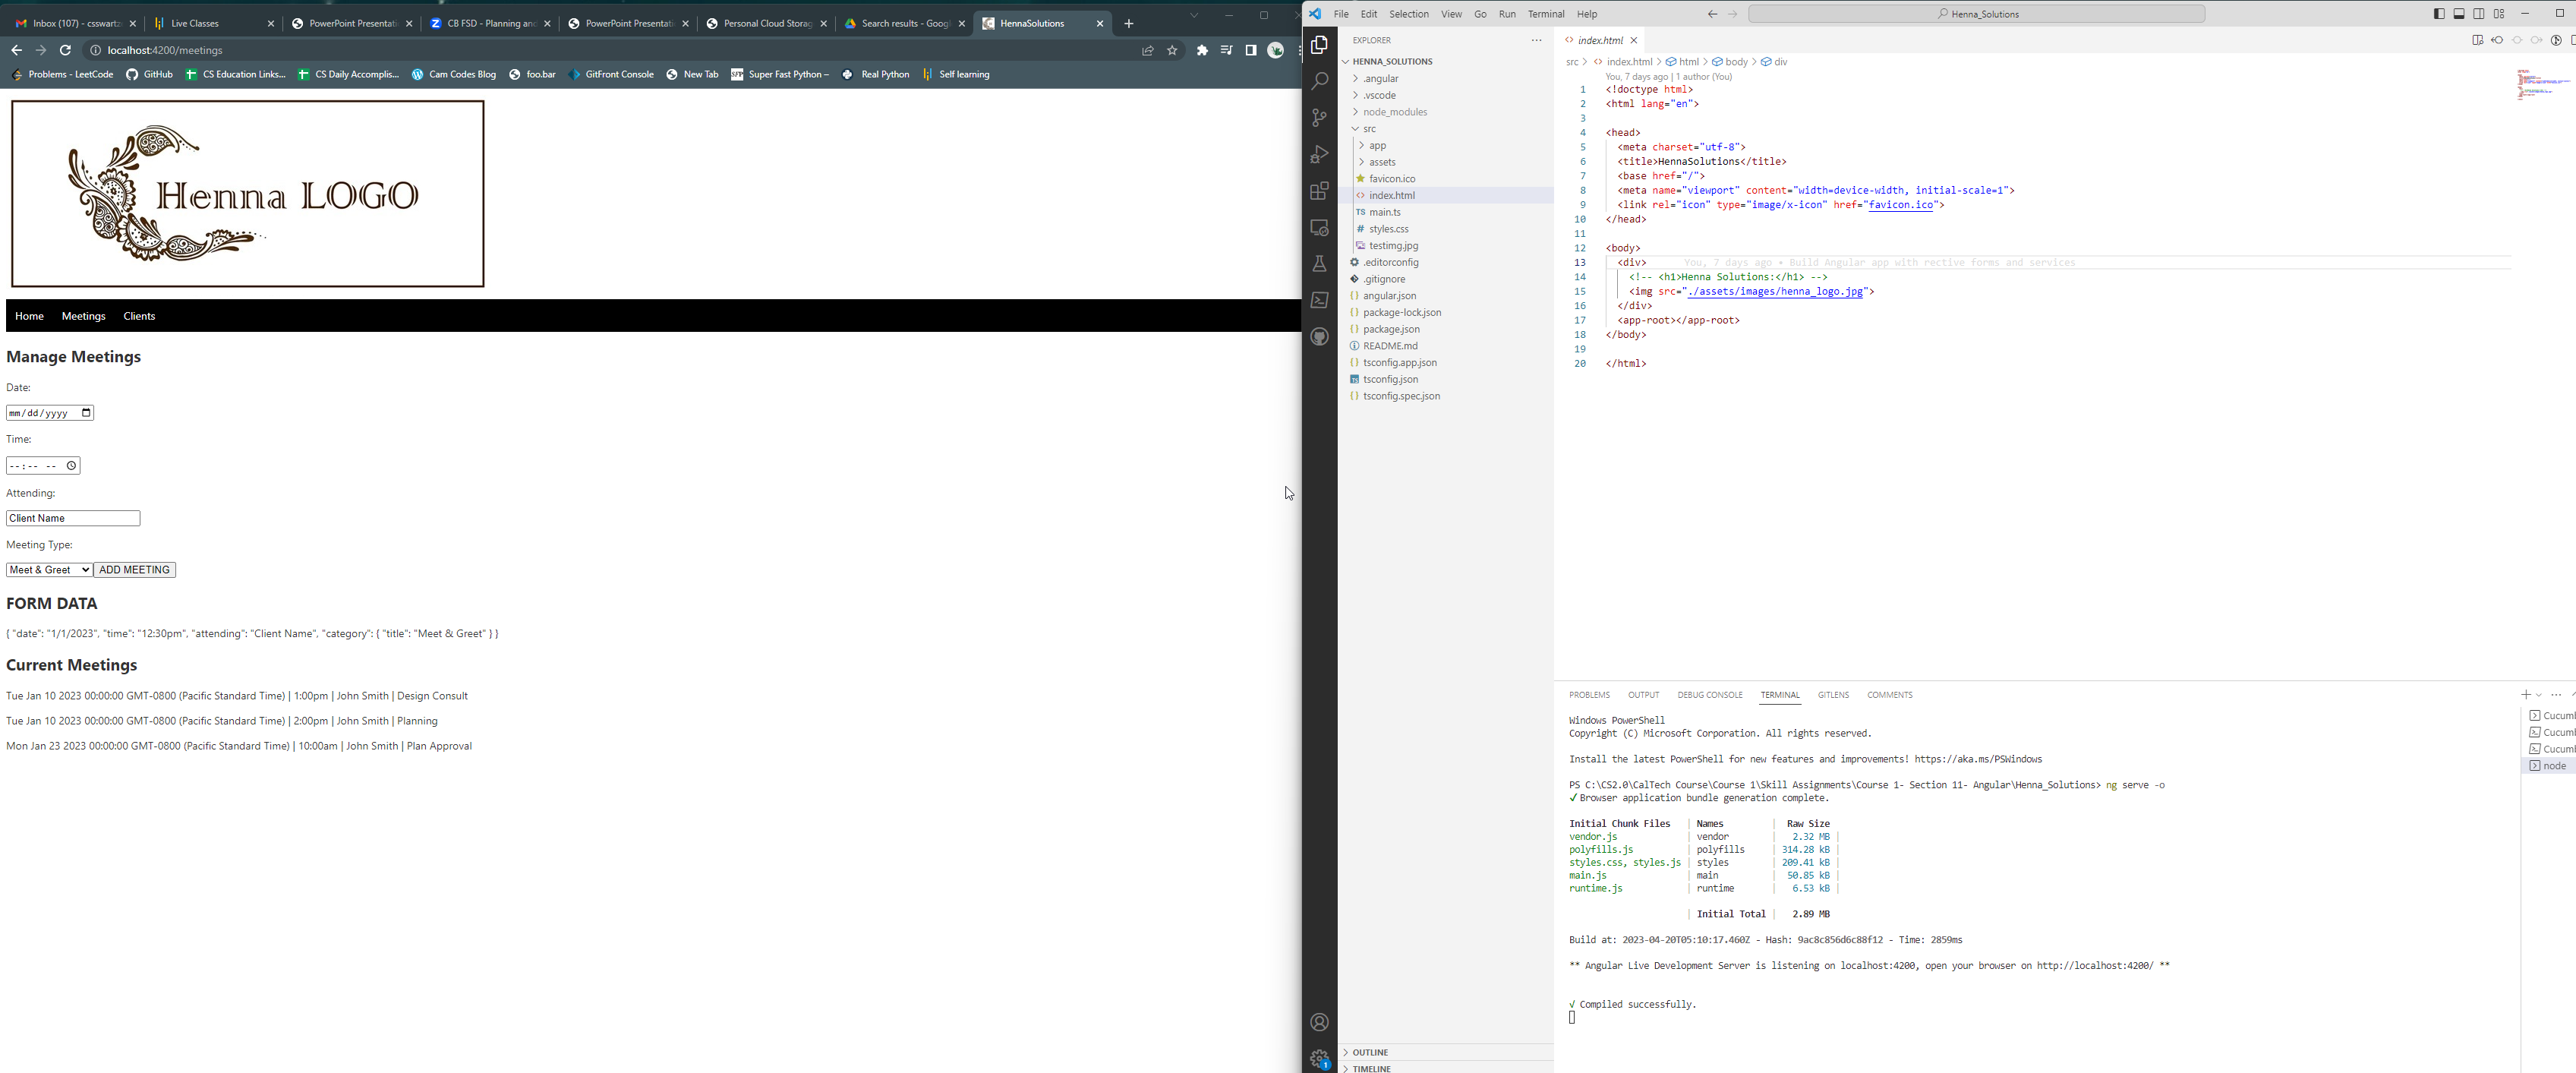 Inbox (107) - csswartz
Live Classes
PowerPoint Presentati
CB FSD - Planning and
PowerPoint Presentati
Personal Cloud Storag
Search results - Googl
HennaSolutions
localhost:4200/meetings
Problems - LeetCode
GitHub
CS Education Links...
CS Daily Accomplis...
Cam Codes Blog
foo.bar
GitFront Console
New Tab
Super Fast Python –
Real Python
Self learning
Henna LOGO
Home Meetings Clients
Manage Meetings
Date:
mm/dd/yyyy
Time:
--:-- --
Attending:
Client Name
Meeting Type:
Meet & Greet ADD MEETING
FORM DATA
{ "date": "1/1/2023", "time": "12:30pm", "attending": "Client Name", "category": { "title": "Meet & Greet" } }
Current Meetings
Tue Jan 10 2023 00:00:00 GMT-0800 (Pacific Standard Time) | 1:00pm | John Smith | Design Consult
Tue Jan 10 2023 00:00:00 GMT-0800 (Pacific Standard Time) | 2:00pm | John Smith | Planning
Mon Jan 23 2023 00:00:00 GMT-0800 (Pacific Standard Time) | 10:00am | John Smith | Plan Approval
File Edit Selection View Go Run Terminal Help
Henna_Solutions
EXPLORER
HENNA_SOLUTIONS
.angular
.vscode
node_modules
src
app
assets
favicon.ico
index.html
main.ts
styles.css
testimg.jpg
.editorconfig
.gitignore
angular.json
package-lock.json
package.json
README.md
tsconfig.app.json
tsconfig.json
tsconfig.spec.json
OUTLINE
TIMELINE
index.html
src > index.html > html > body > div
You, 7 days ago | 1 author (You)
1 <!doctype html>
2 <html lang="en">
3
4 <head>
5 <meta charset="utf-8">
6 <title>HennaSolutions</title>
7 <base href="/">
8 <meta name="viewport" content="width=device-width, initial-scale=1">
9 <link rel="icon" type="image/x-icon" href="favicon.ico">
10 </head>
11
12 <body>
13 <div> You, 7 days ago • Build Angular app with rective forms and services
14 <!-- <h1>Henna Solutions:</h1> -->
15 <img src="./assets/images/henna_logo.jpg">
16 </div>
17 <app-root></app-root>
18 </body>
19
20 </html>
PROBLEMS OUTPUT DEBUG CONSOLE TERMINAL GITLENS COMMENTS
Windows PowerShell
Copyright (C) Microsoft Corporation. All rights reserved.
Install the latest PowerShell for new features and improvements! https://aka.ms/PSWindows
PS C:\CS2.0\CalTech Course\Course 1\Skill Assignments\Course 1- Section 11- Angular\Henna_Solutions> ng serve -o
√ Browser application bundle generation complete.
Initial Chunk Files | Names | Raw Size
vendor.js | vendor | 2.32 MB |
polyfills.js | polyfills | 314.28 kB |
styles.css, styles.js | styles | 209.41 kB |
main.js | main | 50.85 kB |
runtime.js | runtime | 6.53 kB |
| Initial Total | 2.89 MB
Build at: 2023-04-20T05:10:17.460Z - Hash: 9ac8c856d6c88f12 - Time: 2859ms
** Angular Live Development Server is listening on localhost:4200, open your browser on http://localhost:4200/ **
√ Compiled successfully.
Cucuml
Cucuml
Cucuml
node
1